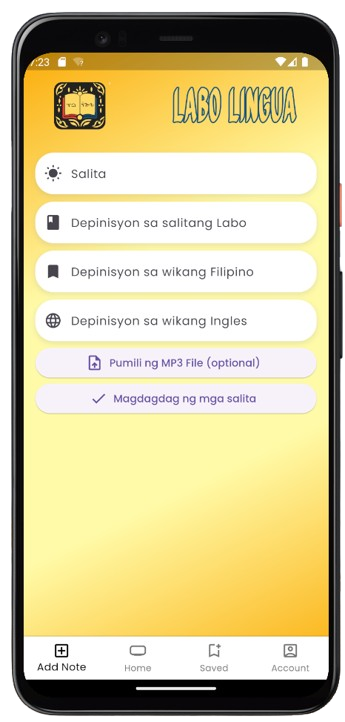 7:23
LABO LINGUA
Salita
Depinisyon sa salitang Labo
Depinisyon sa wikang Filipino
Depinisyon sa wikang Ingles
Pumili ng MP3 File (optional)
Magdagdag ng mga salita
Add Note
Home
Saved
Account